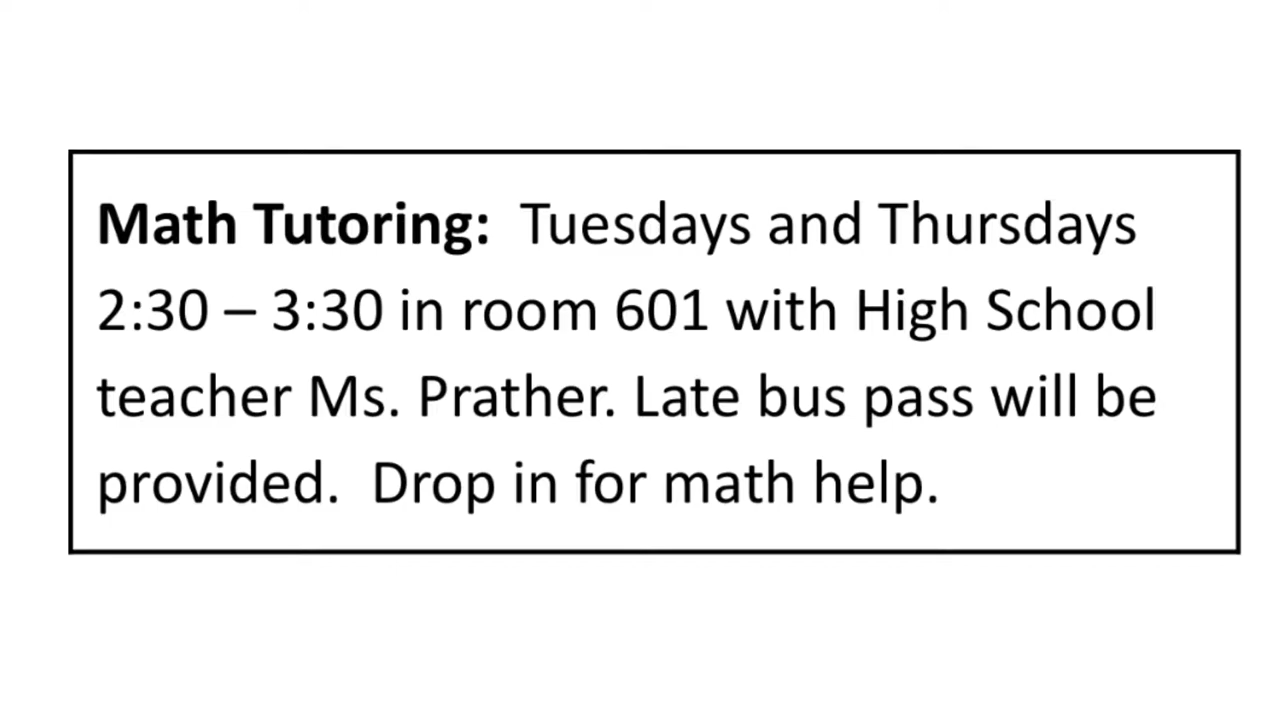 Math Tutoring:  Tuesdays and Thursdays
2:30 – 3:30 in room 601 with High School
teacher Ms. Prather. Late bus pass will be
provided.  Drop in for math help.